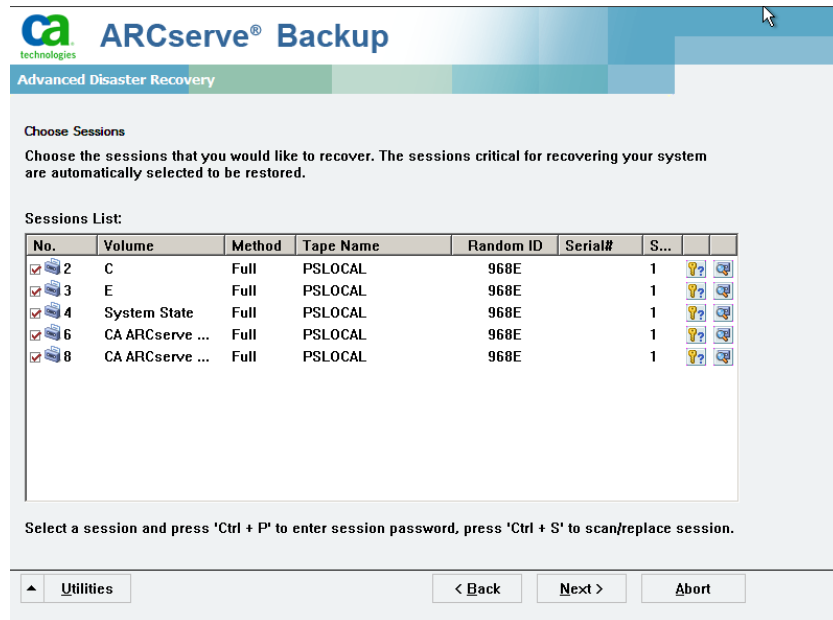 ca
technologies
ARCserve® Backup
Advanced Disaster Recovery
Choose Sessions
Choose the sessions that you would like to recover. The sessions critical for recovering your system
are automatically selected to be restored.
Sessions List:
No. Volume Method Tape Name Random ID Serial# S...
2 C Full PSLOCAL 968E 1
3 E Full PSLOCAL 968E 1
4 System State Full PSLOCAL 968E 1
6 CA ARCserve ... Full PSLOCAL 968E 1
8 CA ARCserve ... Full PSLOCAL 968E 1
Select a session and press 'Ctrl + P' to enter session password, press 'Ctrl + S' to scan/replace session.
Utilities < Back Next > Abort